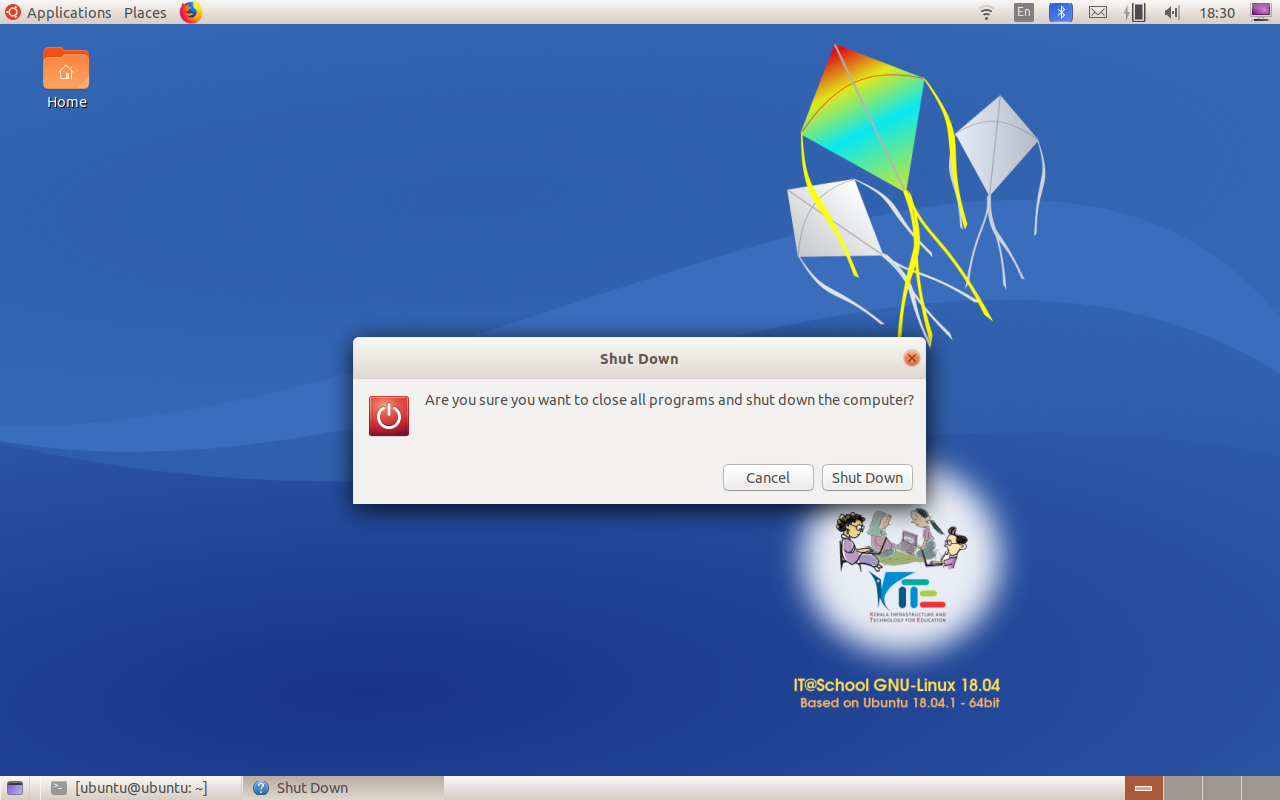 Applications Places
En
18:30
Home
Shut Down
Are you sure you want to close all programs and shut down the computer?
Cancel Shut Down
KITE
KERALA INFRASTRUCTURE AND
TECHNOLOGY FOR EDUCATION
IT@School GNU-Linux 18.04
Based on Ubuntu 18.04.1 - 64bit
[ubuntu@ubuntu: ~]
Shut Down